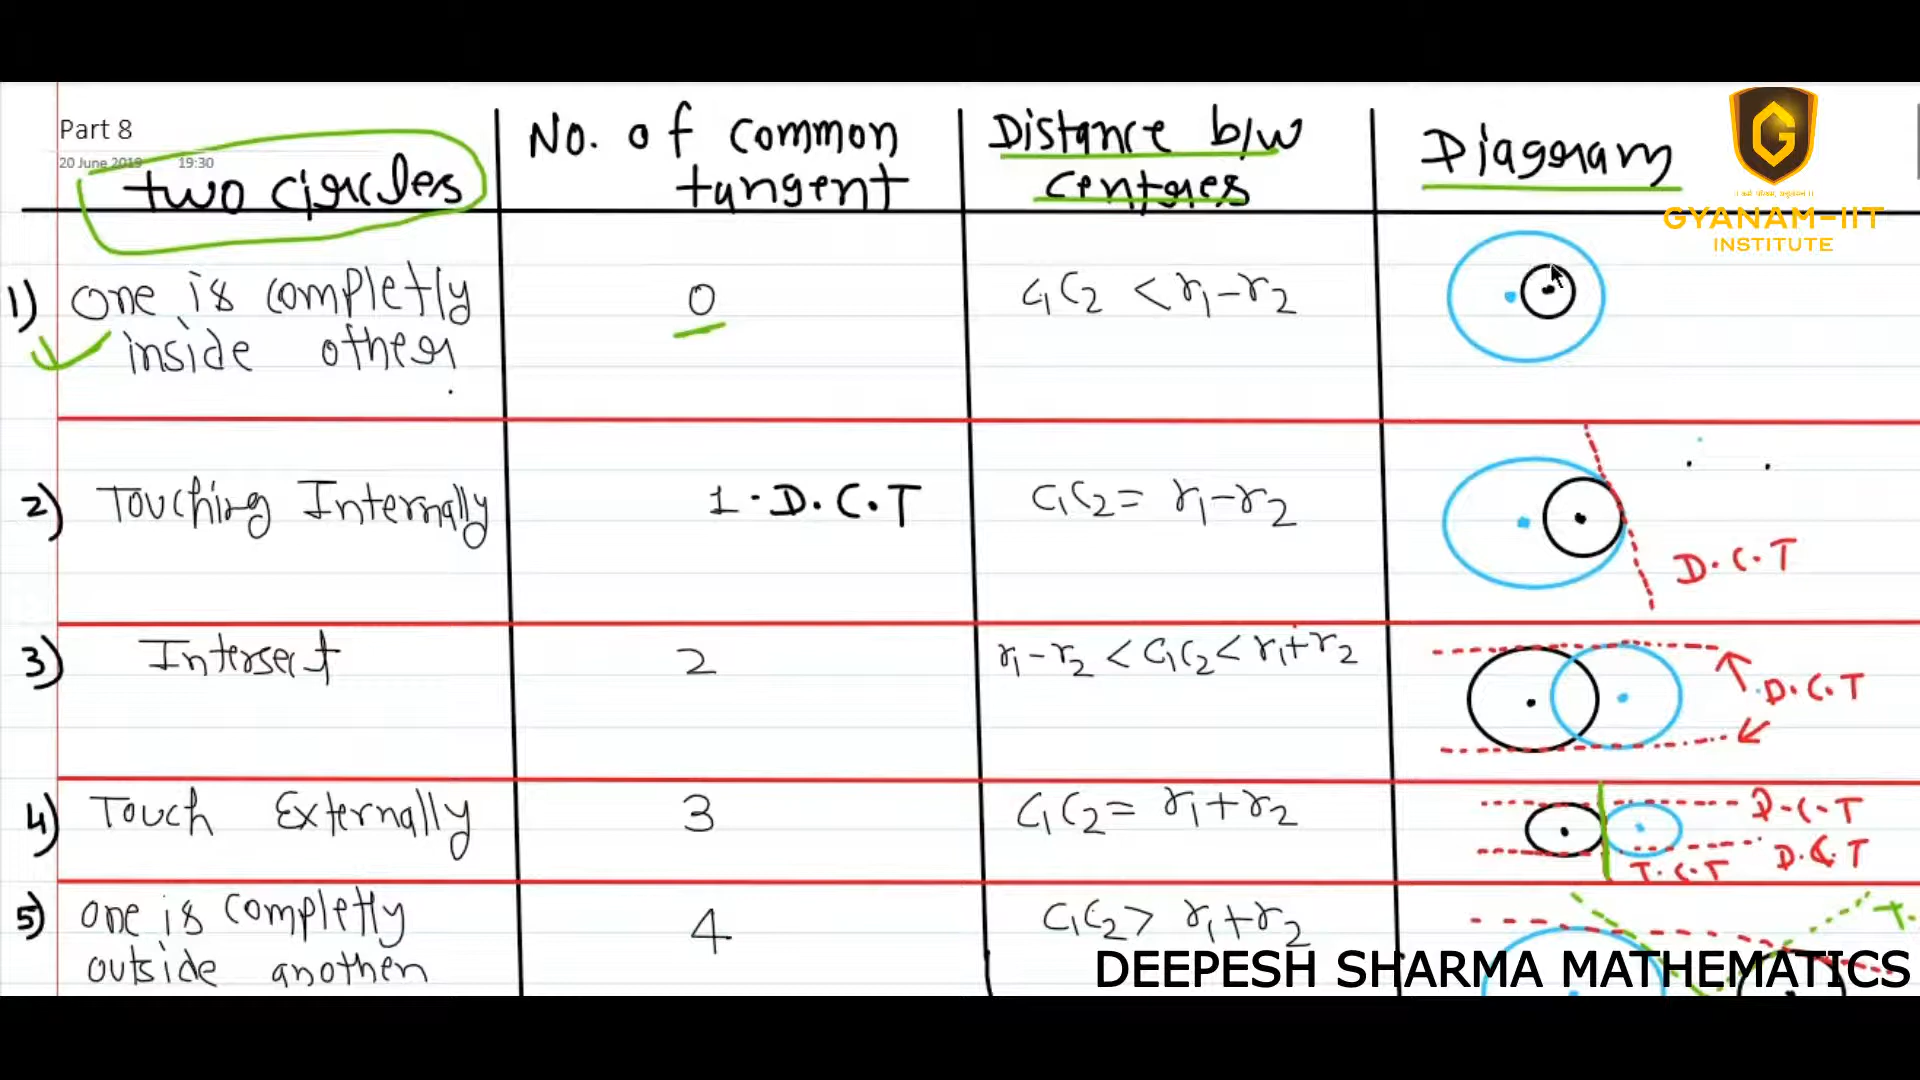 Part 8
20 June 2019 19:30
two circles
No. of common
tangent
Distance b/w
Centres
Diagram
GYANAM-IIT
INSTITUTE
1) One is completly
inside other
0
C1C2 < r1-r2
2) Touching Internally
1 · D.C.T
C1C2 = r1-r2
D.C.T
3) Intersect
2
r1-r2 < C1C2 < r1+r2
D.C.T
4) Touch Externally
3
C1C2 = r1+r2
D.C.T
D.C.T
T.C.T
5) One is completly
outside another
4
C1C2 > r1+r2
T.
DEEPESH SHARMA MATHEMATICS